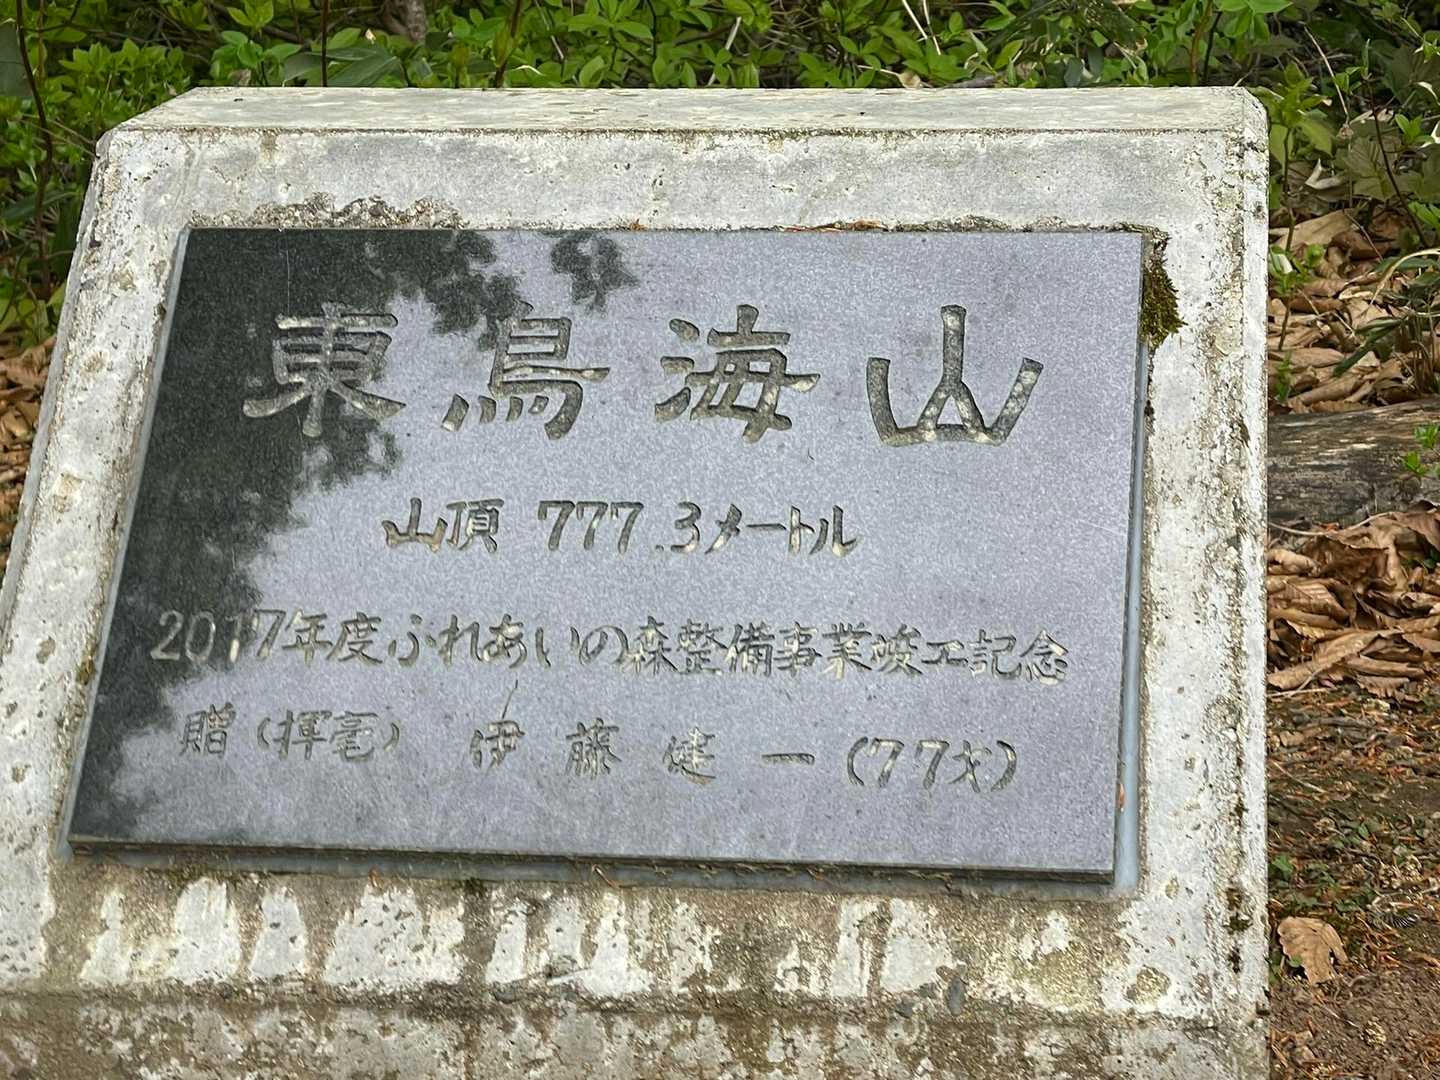 東鳥海山
山頂 777.3メートル
2017年度ふれあいの森整備事業竣工記念
贈(揮毫) 伊藤健一(77才)